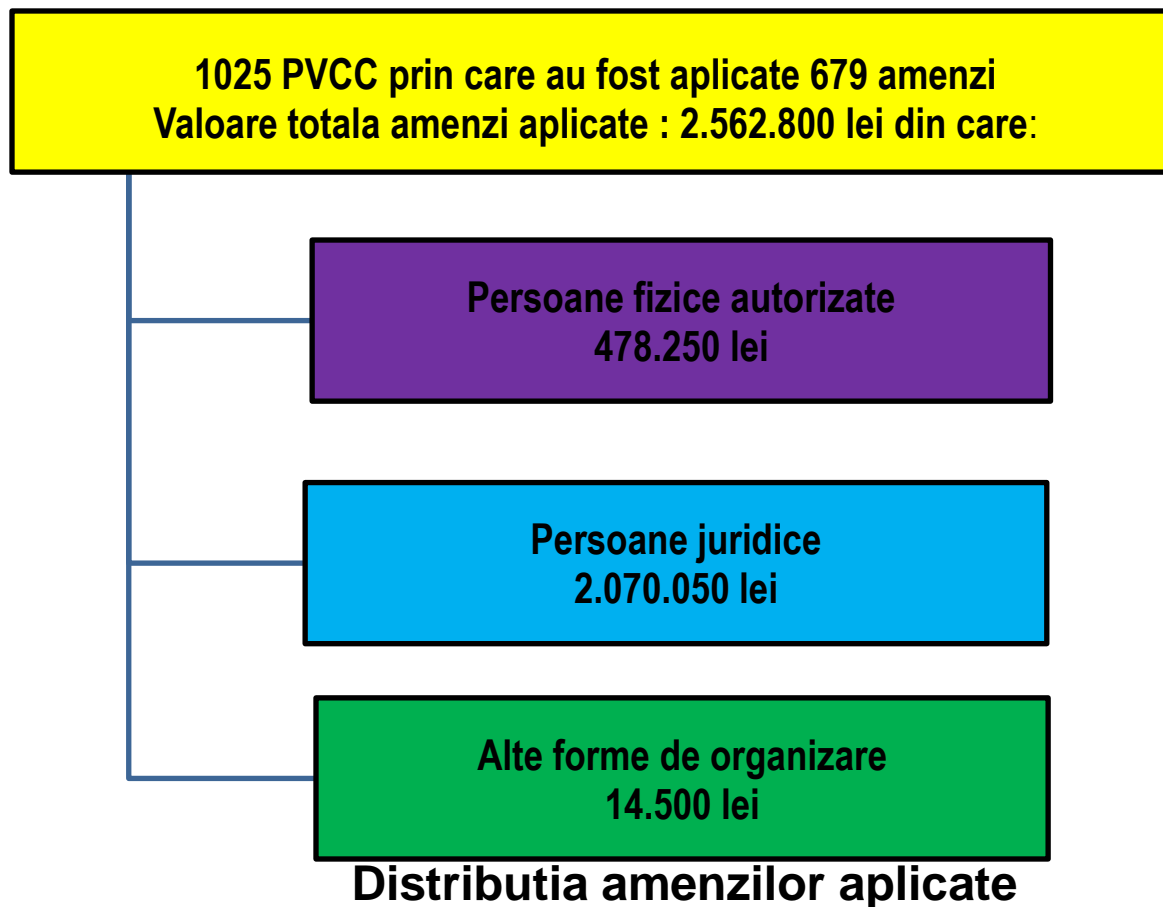 1025 PVCC prin care au fost aplicate 679 amenzi
Valoare totala amenzi aplicate : 2.562.800 lei din care:
Persoane fizice autorizate
478.250 lei
Persoane juridice
2.070.050 lei
Alte forme de organizare
14.500 lei
Distributia amenzilor aplicate